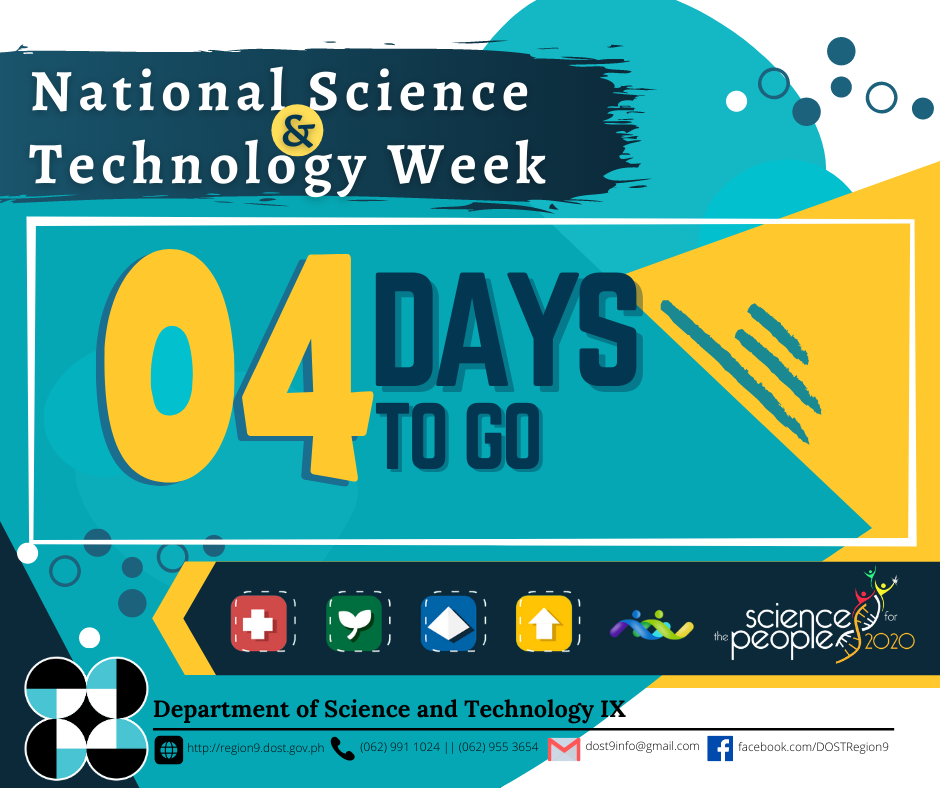 National Science
&
Technology Week
04 DAYS
TO GO
science for
the people 2020
Department of Science and Technology IX
http://region9.dost.gov.ph (062) 991 1024 || (062) 955 3654 dost9info@gmail.com facebook.com/DOSTRegion9